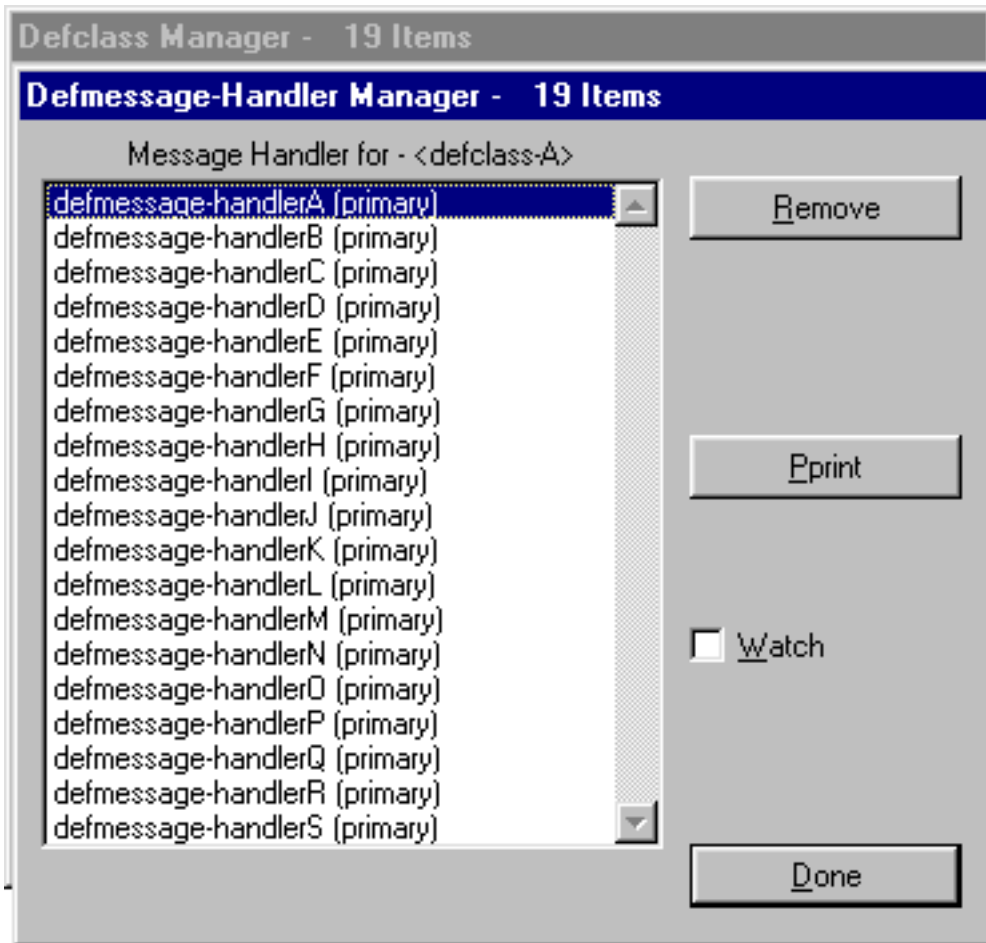 Defclass Manager -   19 Items
Defmessage-Handler Manager -   19 Items
Message Handler for - <defclass-A>
defmessage-handlerA (primary)
defmessage-handlerB (primary)
defmessage-handlerC (primary)
defmessage-handlerD (primary)
defmessage-handlerE (primary)
defmessage-handlerF (primary)
defmessage-handlerG (primary)
defmessage-handlerH (primary)
defmessage-handlerI (primary)
defmessage-handlerJ (primary)
defmessage-handlerK (primary)
defmessage-handlerL (primary)
defmessage-handlerM (primary)
defmessage-handlerN (primary)
defmessage-handlerO (primary)
defmessage-handlerP (primary)
defmessage-handlerQ (primary)
defmessage-handlerR (primary)
defmessage-handlerS (primary)
Remove
Pprint
Watch
Done